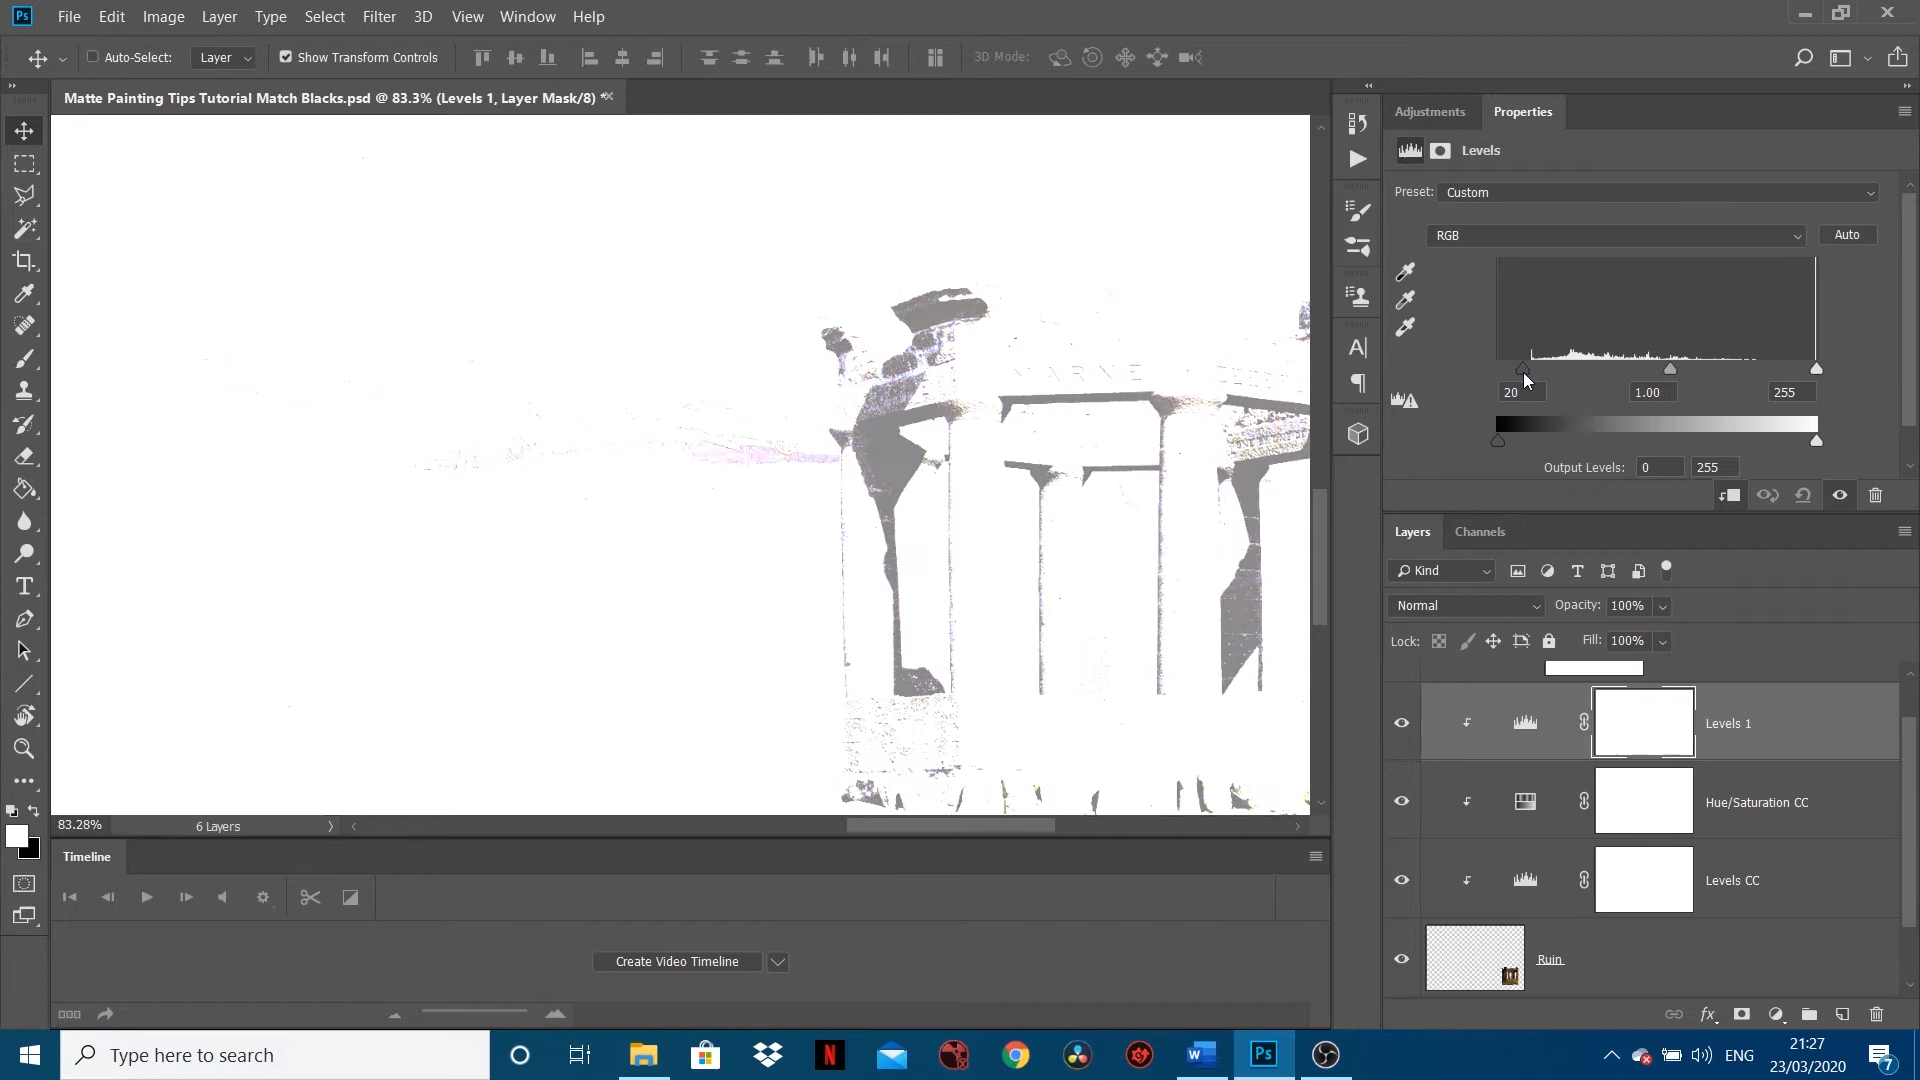 Ps File Edit Image Layer Type Select Filter 3D View Window Help
Auto-Select: Layer Show Transform Controls 3D Mode:
Matte Painting Tips Tutorial Match Blacks.psd @ 83.3% (Levels 1, Layer Mask/8) *
Adjustments Properties
Levels
Preset: Custom
RGB Auto
20 1.00 255
Output Levels: 0 255
Layers Channels
Kind
Normal Opacity: 100%
Lock: Fill: 100%
Levels 1
Hue/Saturation CC
Levels CC
Ruin
83.28% 6 Layers
Timeline
Create Video Timeline
Type here to search
ENG
21:27
23/03/2020
7